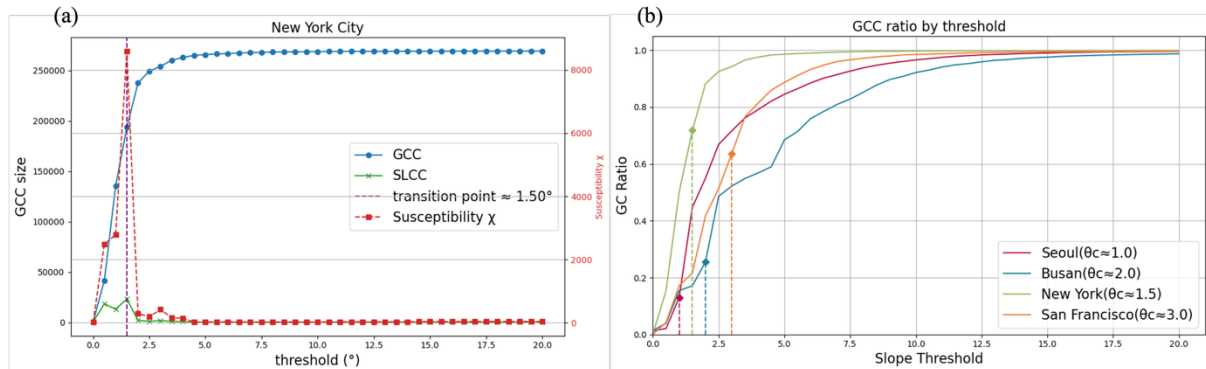 (a)
New York City
GCC size
250000
200000
150000
100000
50000
0
8000
6000
4000
2000
0
Susceptibility χ
GCC
SLCC
transition point ≈ 1.50°
Susceptibility χ
0.0 2.5 5.0 7.5 10.0 12.5 15.0 17.5 20.0
threshold (°)
(b)
GCC ratio by threshold
GC Ratio
1.0
0.8
0.6
0.4
0.2
0.0
Seoul(θc≈1.0)
Busan(θc≈2.0)
New York(θc≈1.5)
San Francisco(θc≈3.0)
0.0 2.5 5.0 7.5 10.0 12.5 15.0 17.5 20.0
Slope Threshold